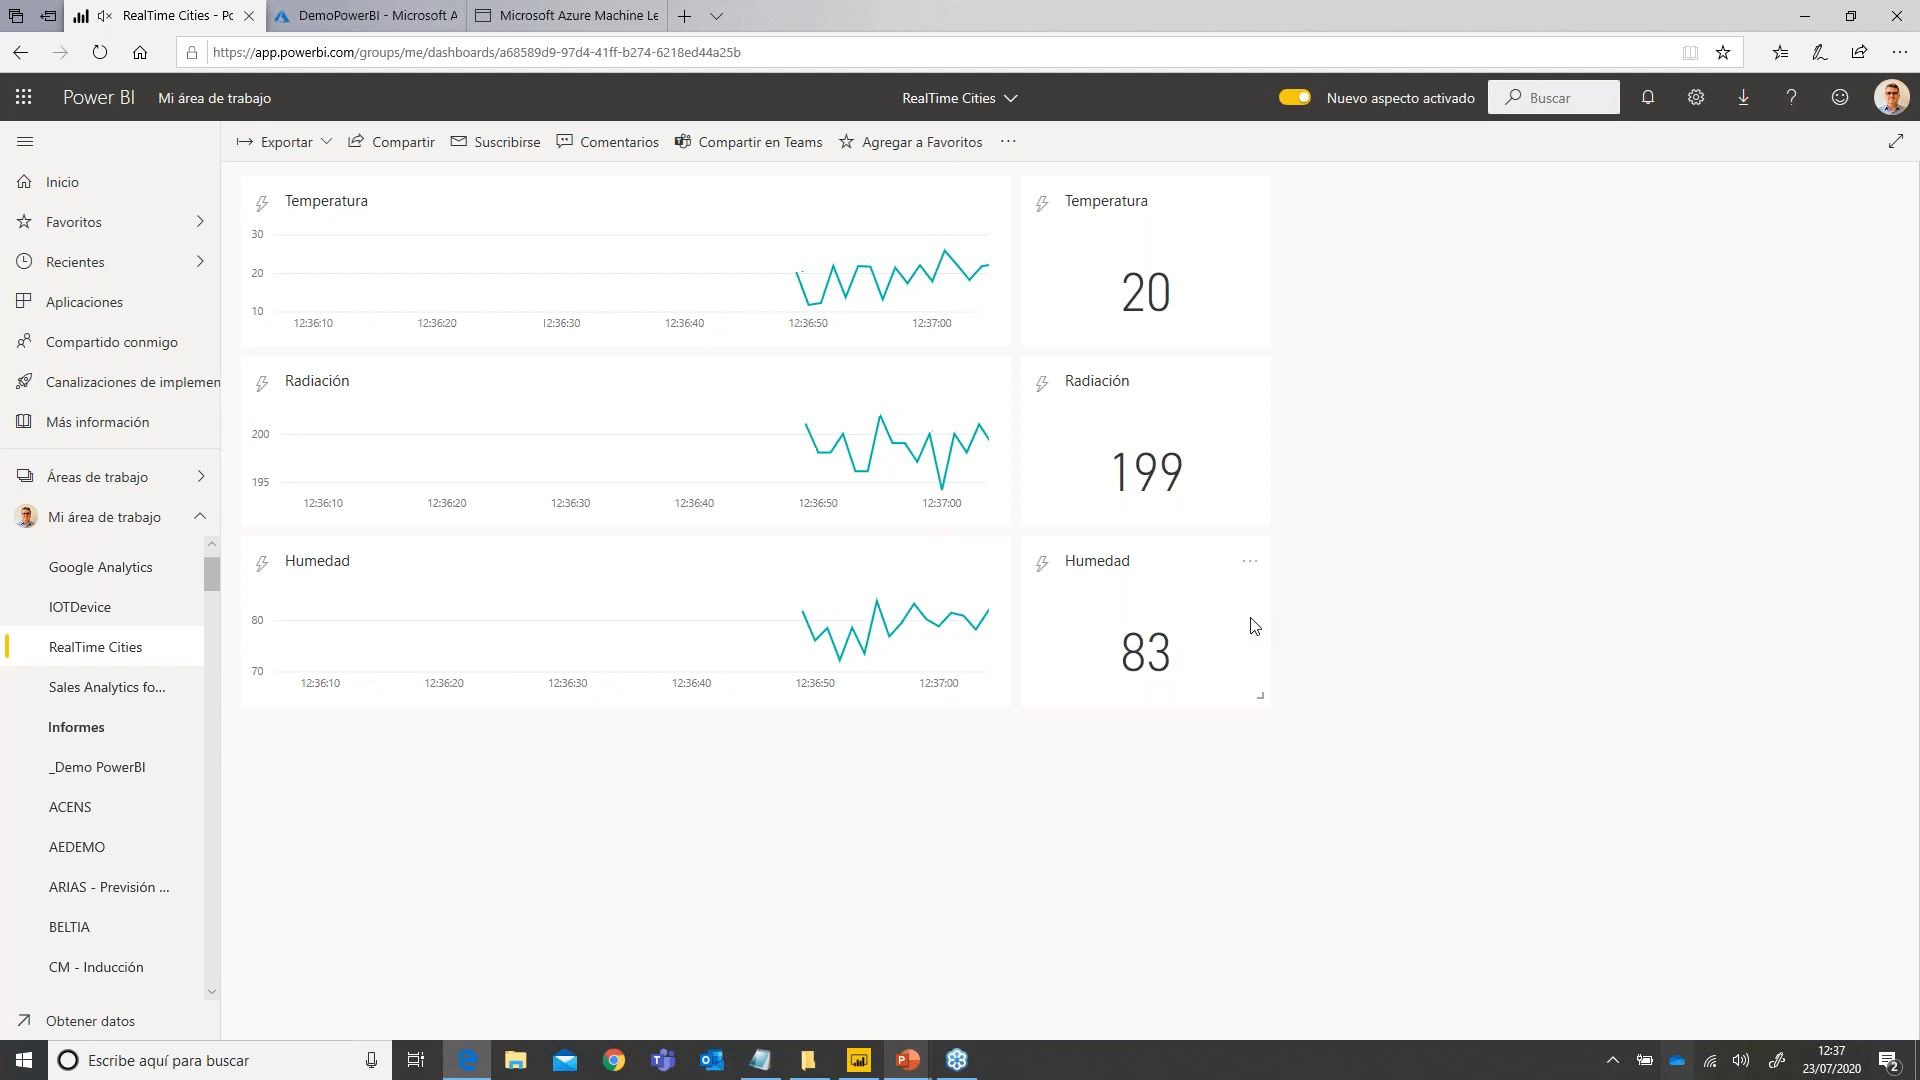 RealTime Cities - Pc
DemoPowerBI - Microsoft A
Microsoft Azure Machine Le
https://app.powerbi.com/groups/me/dashboards/a68589d9-97d4-41ff-b274-6218ed44a25b
Power BI
Mi área de trabajo
RealTime Cities
Nuevo aspecto activado
Buscar
Exportar
Compartir
Suscribirse
Comentarios
Compartir en Teams
Agregar a Favoritos
Inicio
Favoritos
Recientes
Aplicaciones
Compartido conmigo
Canalizaciones de implemen
Más información
Áreas de trabajo
Mi área de trabajo
Google Analytics
IOTDevice
RealTime Cities
Sales Analytics fo...
Informes
_Demo PowerBI
ACENS
AEDEMO
ARIAS - Previsión ...
BELTIA
CM - Inducción
Obtener datos
Temperatura
30
20
10
12:36:10 12:36:20 12:36:30 12:36:40 12:36:50 12:37:00
Temperatura
20
Radiación
200
195
12:36:10 12:36:20 12:36:30 12:36:40 12:36:50 12:37:00
Radiación
199
Humedad
80
70
12:36:10 12:36:20 12:36:30 12:36:40 12:36:50 12:37:00
Humedad
83
Escribe aquí para buscar
12:37
23/07/2020
2